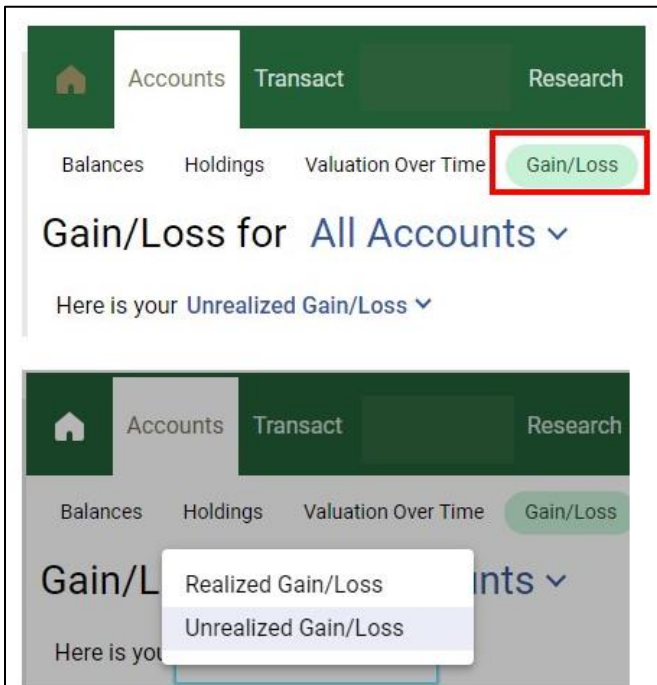 Accounts Transact Research
Balances Holdings Valuation Over Time Gain/Loss
Gain/Loss for All Accounts
Here is your Unrealized Gain/Loss
Accounts Transact Research
Balances Holdings Valuation Over Time Gain/Loss
Gain/L nts
Realized Gain/Loss
Unrealized Gain/Loss
Here is you